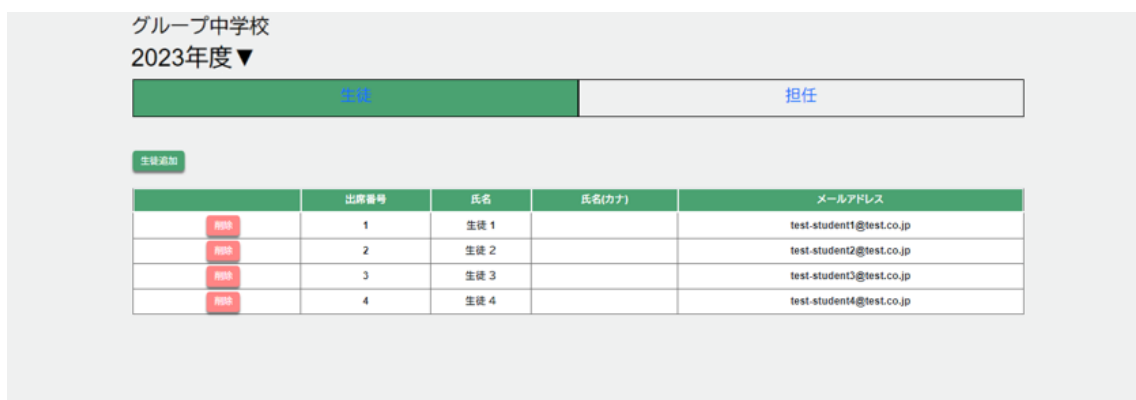 グループ中学校
2023年度▼
生徒 担任
生徒追加
出席番号 氏名 氏名(カナ) メールアドレス
削除 1 生徒 1 test-student1@test.co.jp
削除 2 生徒 2 test-student2@test.co.jp
削除 3 生徒 3 test-student3@test.co.jp
削除 4 生徒 4 test-student4@test.co.jp